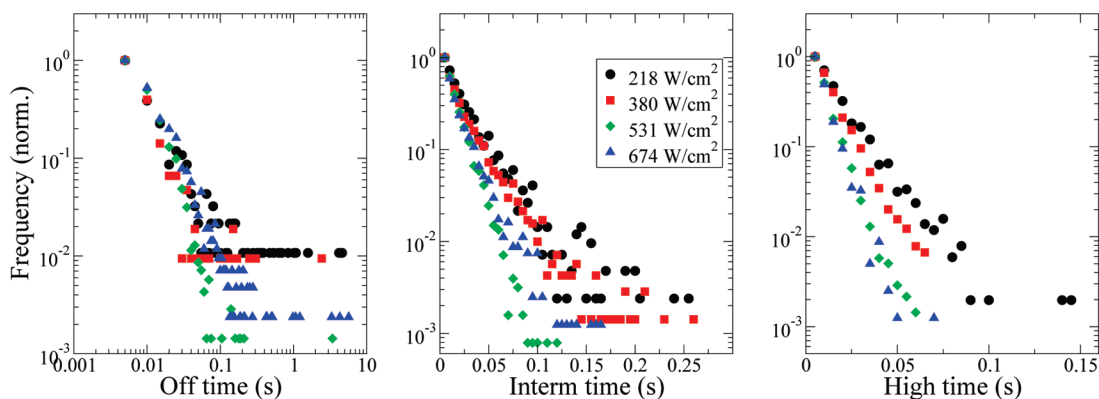 Frequency (norm.)
10^0
10^-1
10^-2
10^-3
0.001 0.01 0.1 1 10
Off time (s)
10^0
10^-1
10^-2
10^-3
0 0.05 0.1 0.15 0.2 0.25
Interm time (s)
218 W/cm^2
380 W/cm^2
531 W/cm^2
674 W/cm^2
10^0
10^-1
10^-2
10^-3
0 0.05 0.1 0.15
High time (s)